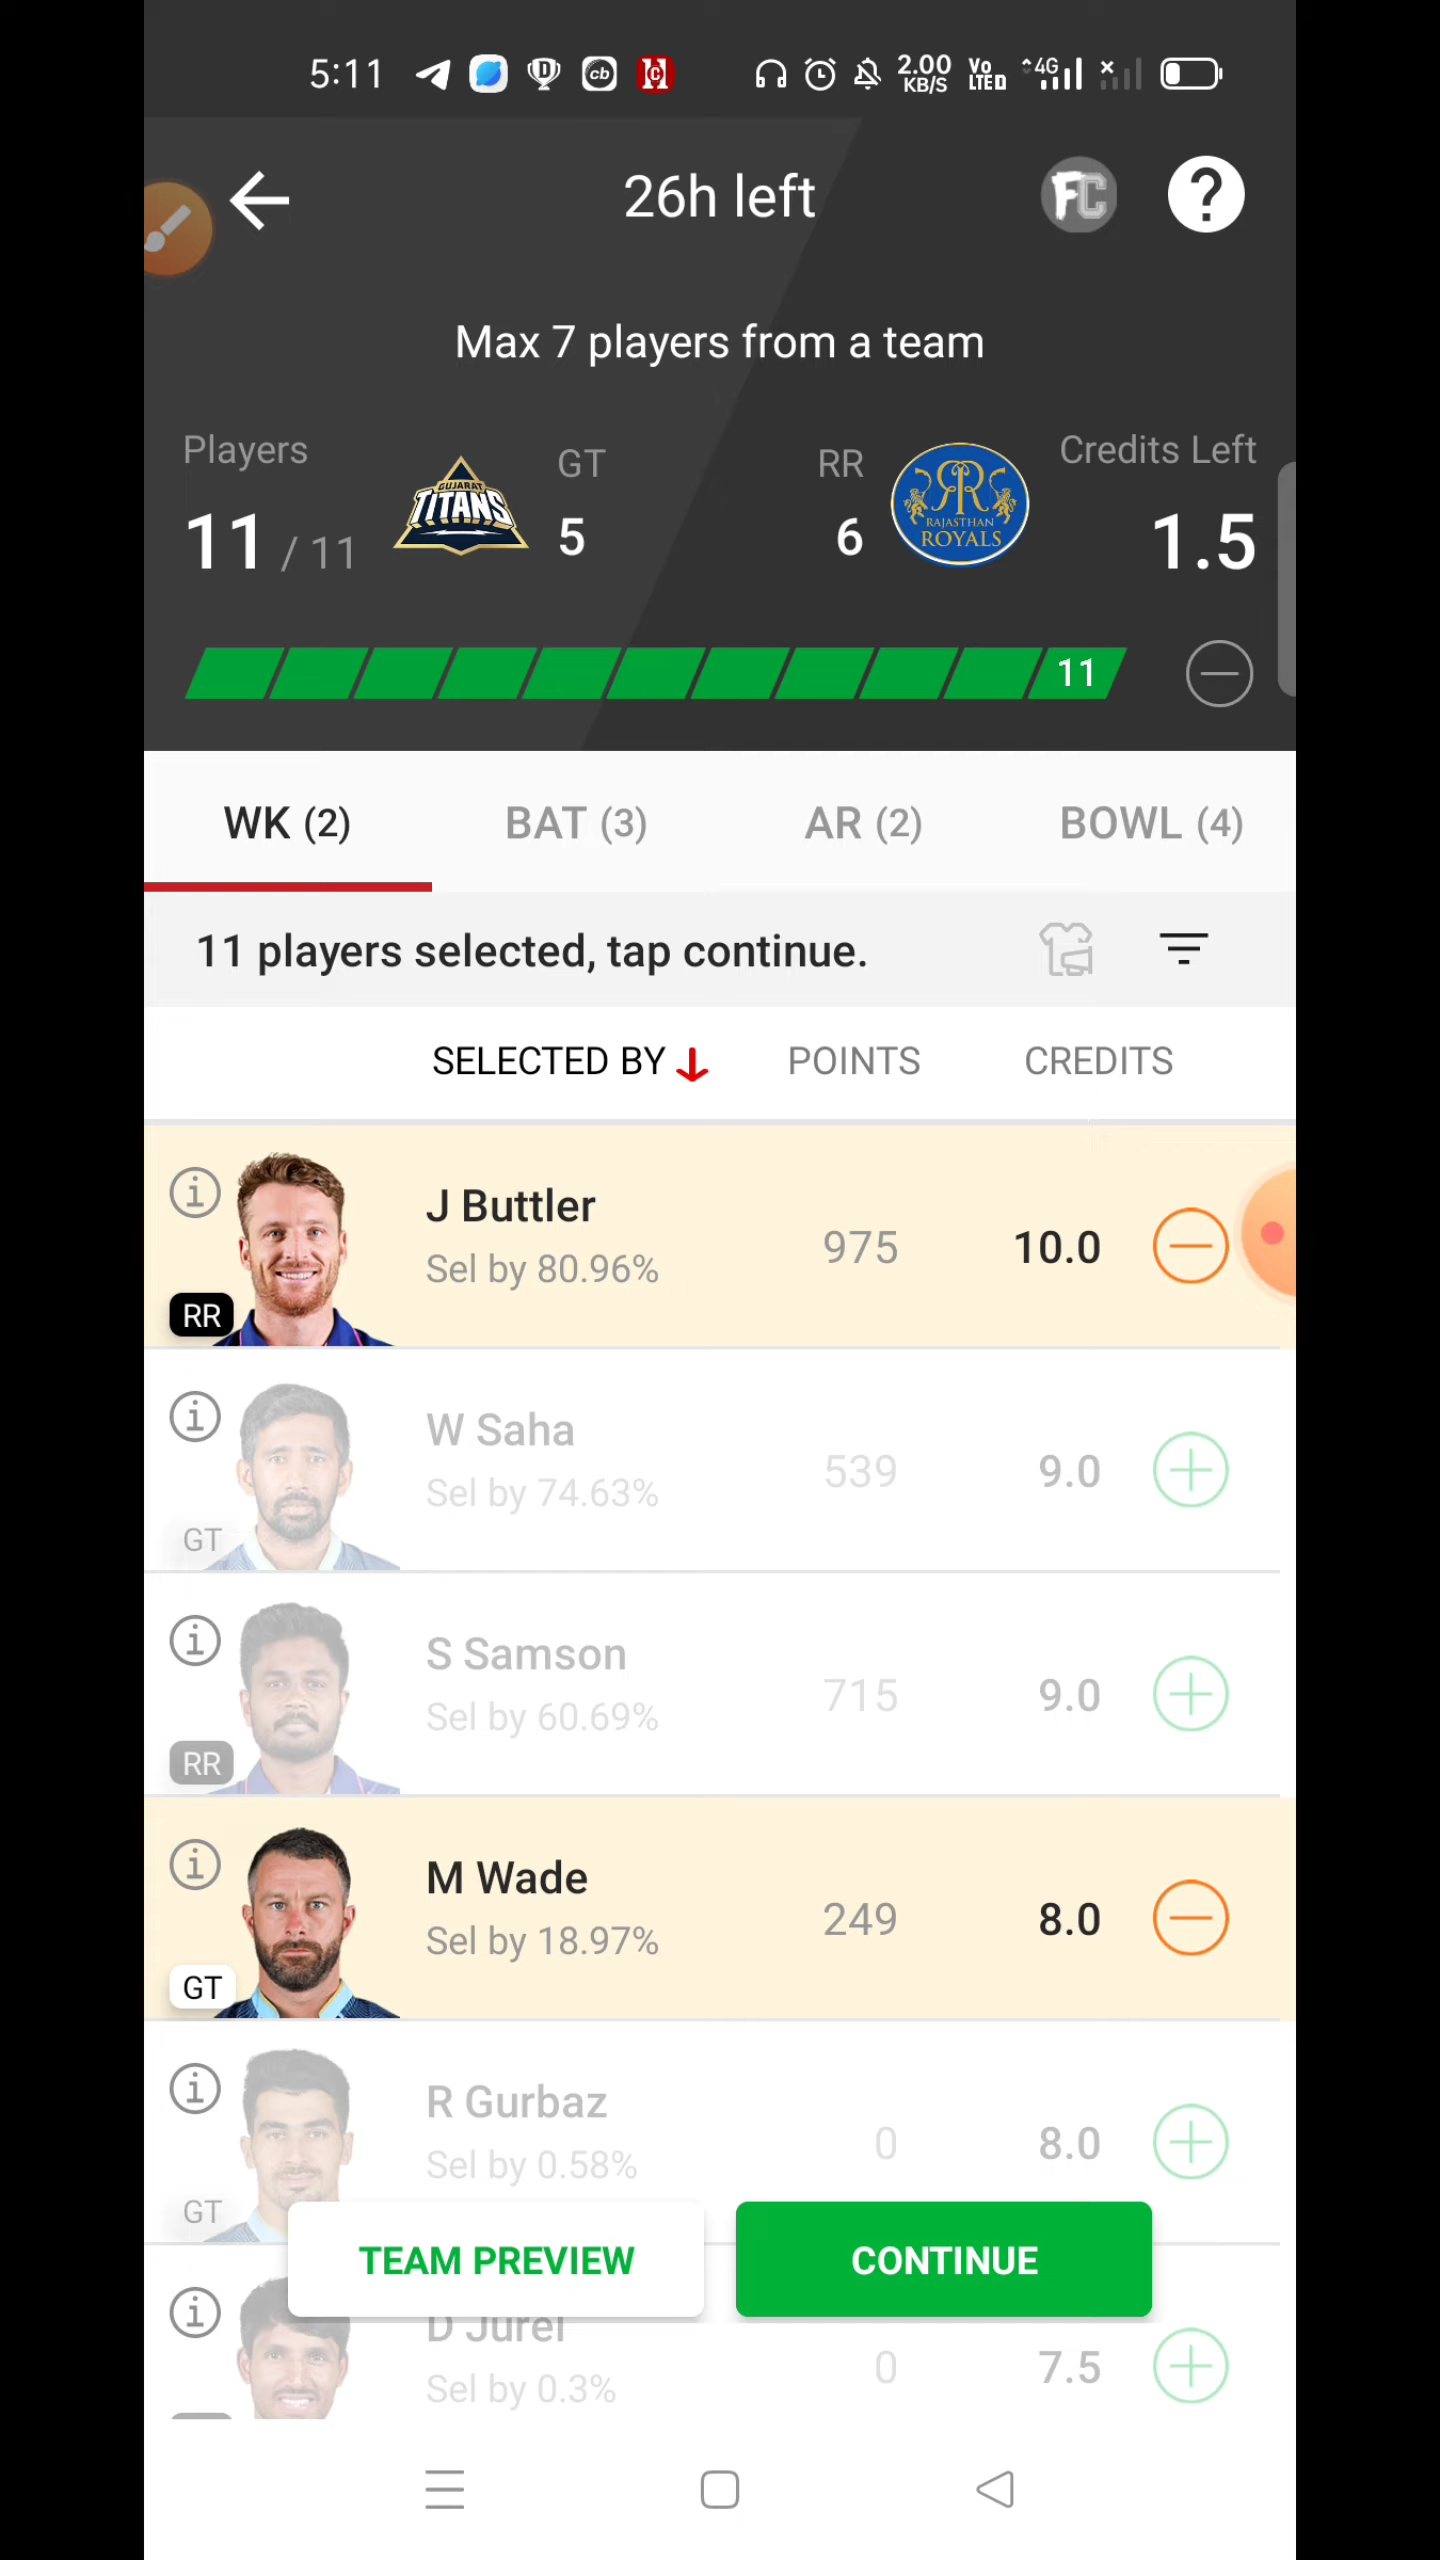 5:11
cb
HC
2.00 KB/S
Vo LTED
4G
26h left
FC
?
Max 7 players from a team
Players
11 / 11
GUJARAT
TITANS
GT
5
RR
6
RAJASTHAN
ROYALS
Credits Left
1.5
11
WK (2)
BAT (3)
AR (2)
BOWL (4)
11 players selected, tap continue.
SELECTED BY
POINTS
CREDITS
J Buttler
Sel by 80.96%
975
10.0
RR
W Saha
Sel by 74.63%
539
9.0
GT
S Samson
Sel by 60.69%
715
9.0
RR
M Wade
Sel by 18.97%
249
8.0
GT
R Gurbaz
Sel by 0.58%
0
8.0
GT
TEAM PREVIEW
CONTINUE
D Jurel
Sel by 0.3%
0
7.5